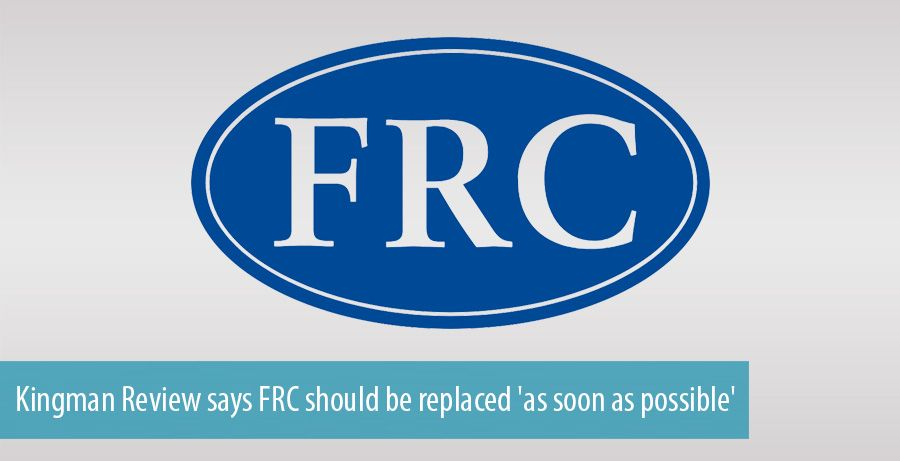 FRC
Kingman Review says FRC should be replaced 'as soon as possible'